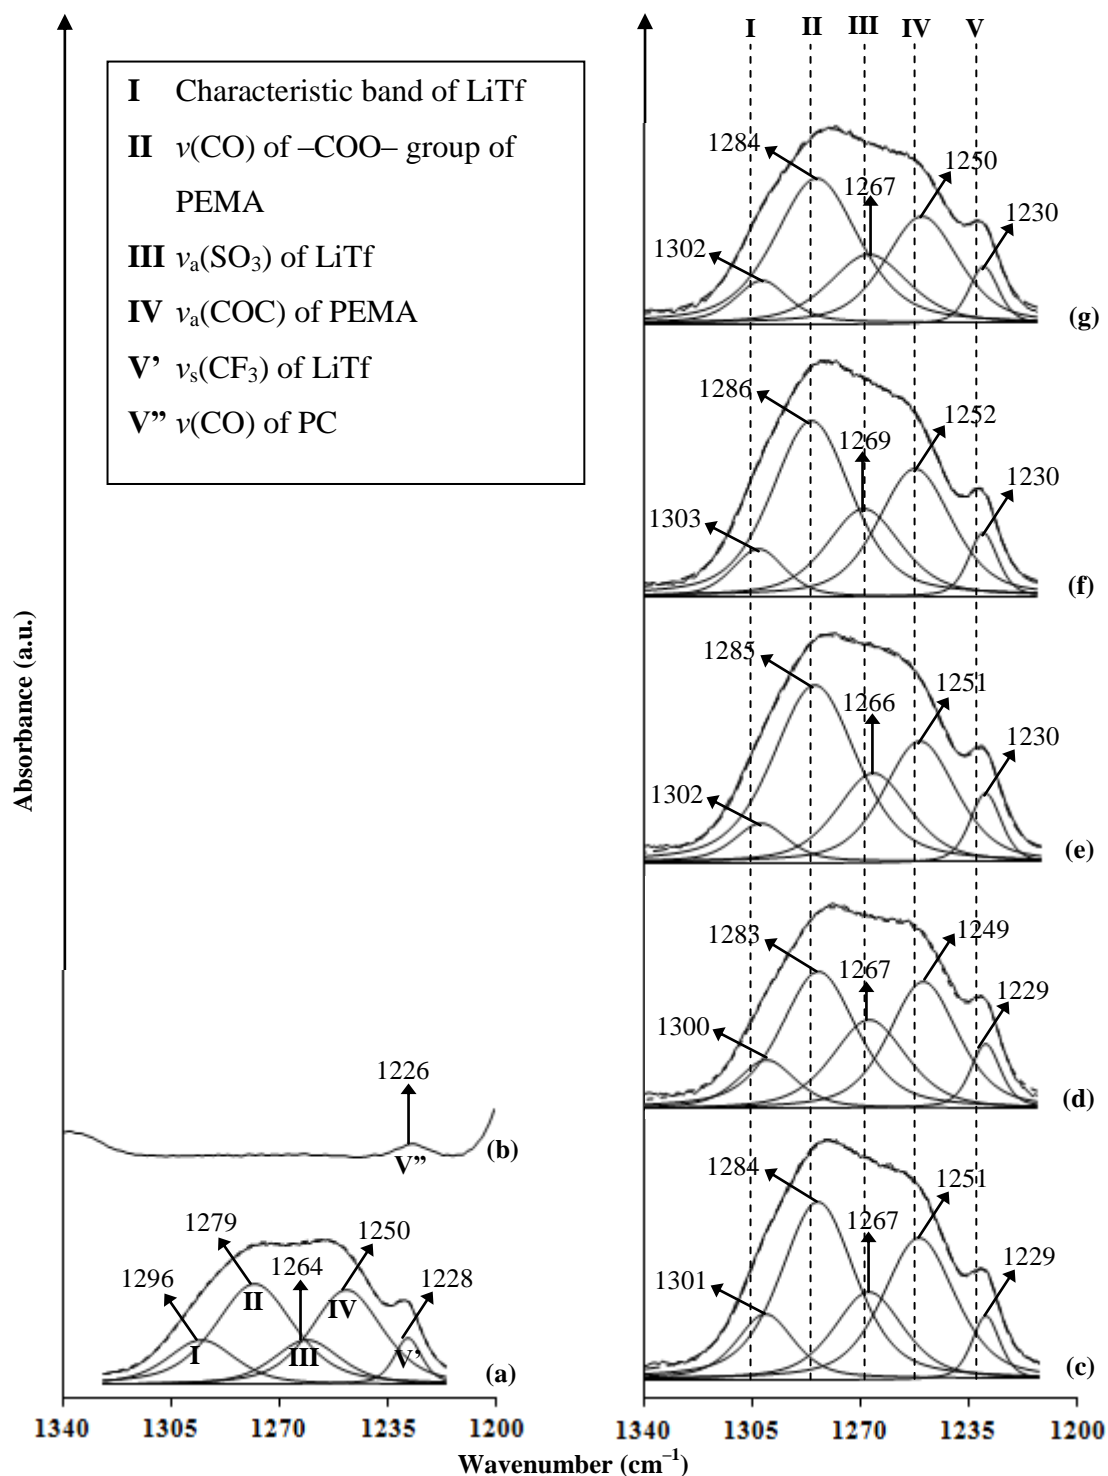 I Characteristic band of LiTf
II v(CO) of –COO– group of
PEMA
III vₐ(SO₃) of LiTf
IV vₐ(COC) of PEMA
V’ vₛ(CF₃) of LiTf
V” v(CO) of PC
Absorbance (a.u.)
1226
V”
(b)
1279
1250
1296
1264
1228
II
IV
I
III
V’
(a)
1340 1305 1270 1235 1200
I II III IV V
1284
1267
1250
1302
1230
(g)
1286
1269
1252
1303
1230
(f)
1285
1266
1251
1302
1230
(e)
1283
1267
1249
1300
1229
(d)
1284
1267
1251
1301
1229
(c)
1340 1305 1270 1235 1200
Wavenumber (cm⁻¹)